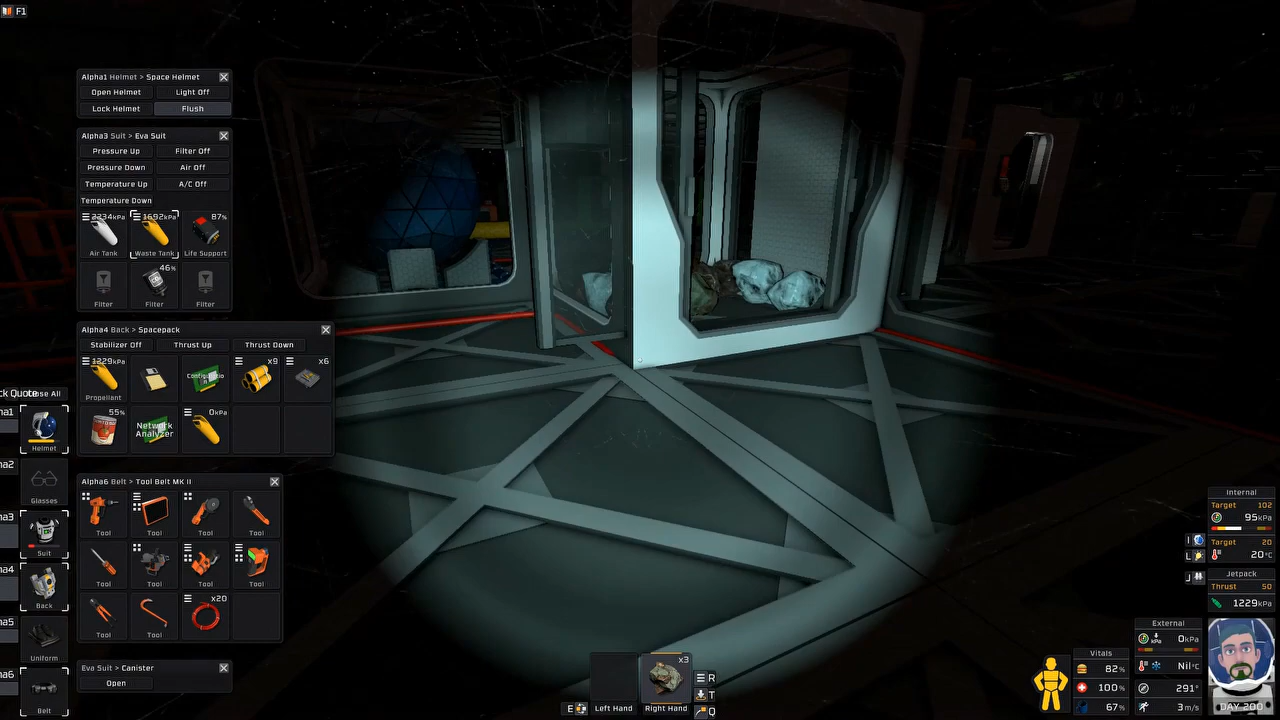 F1
Alpha1 Helmet > Space Helmet
Open Helmet
Light Off
Lock Helmet
Flush
Alpha3 Suit > Eva Suit
Pressure Up
Filter Off
Pressure Down
Air Off
Temperature Up
A/C Off
Temperature Down
2234kPa
1692kPa
87%
Air Tank
Waste Tank
Life Support
46%
Filter
Filter
Filter
Alpha4 Back > Spacepack
Stabilizer Off
Thrust Up
Thrust Down
1229kPa
x9
x6
Propellant
55%
Network Analyzer
0kPa
Helmet
Glasses
Suit
Back
Uniform
Belt
Alpha6 Belt > Tool Belt MK II
Tool
Tool
Tool
Tool
Tool
Tool
Tool
Tool
Tool
Tool
x20
Eva Suit > Canister
Open
x3
R
T
Q
E
Left Hand
Right Hand
Internal
Target 102
95kPa
Target 20
20°C
I
L
J
Jetpack
Thrust 50
1229kPa
External
0kPa
Nil°C
291°
3m/s
Vitals
82%
100%
67%
DAY 200